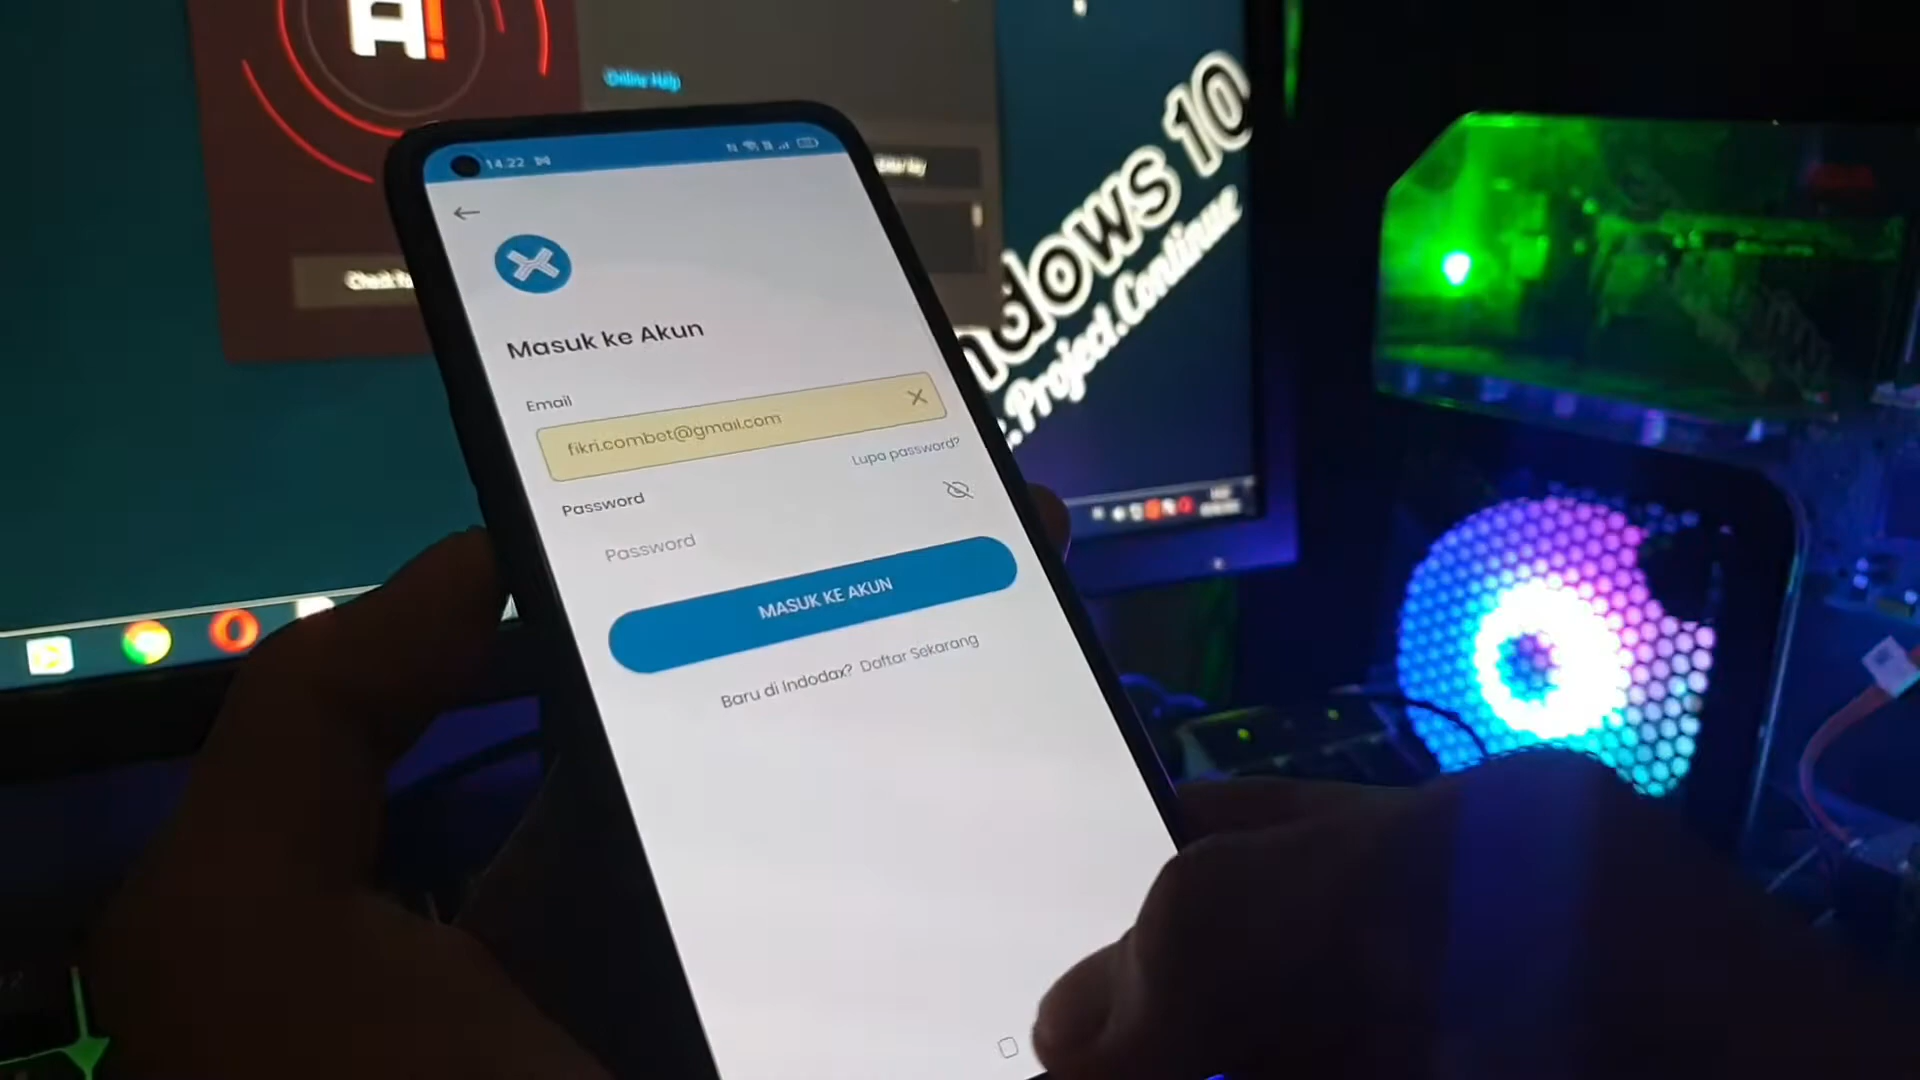 A!
Online Help
14.22
Masuk ke Akun
Email
fikri.combet@gmail.com
Lupa password?
Password
Password
MASUK KE AKUN
Baru di Indodax? Daftar Sekarang
ndows 10
.Project.Continue